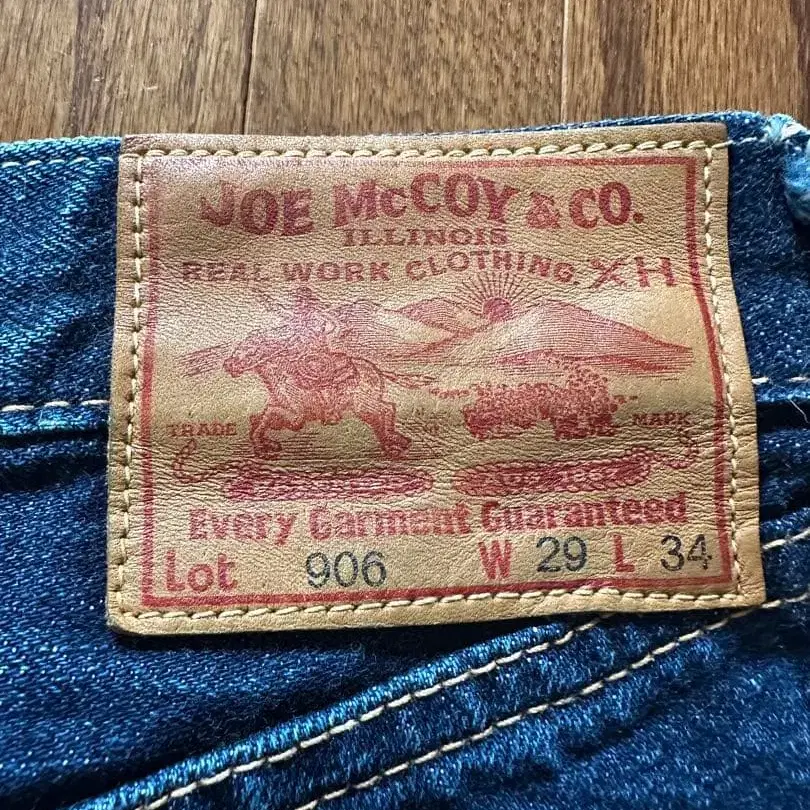 JOE McCOY & CO.
ILLINOIS
REAL WORK CLOTHING. XH
TRADE MARK
Every Garment Guaranteed
Lot 906 W 29 L 34